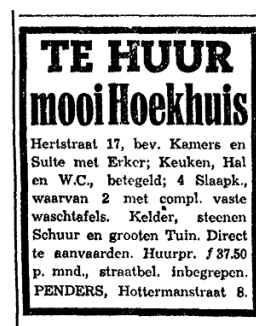 TE HUUR
mooi Hoekhuis
Hertstraat 17, bev. Kamers en
Suite met Erker; Keuken, Hal
en W.C., betegeld; 4 Slaapk.,
waarvan 2 met compl. vaste
waschtafels. Kelder, steenen
Schuur en grooten Tuin. Direct
te aanvaarden. Huurpr. ƒ 37.50
p. mnd., straatbel. inbegrepen.
PENDERS, Hottermanstraat 8.